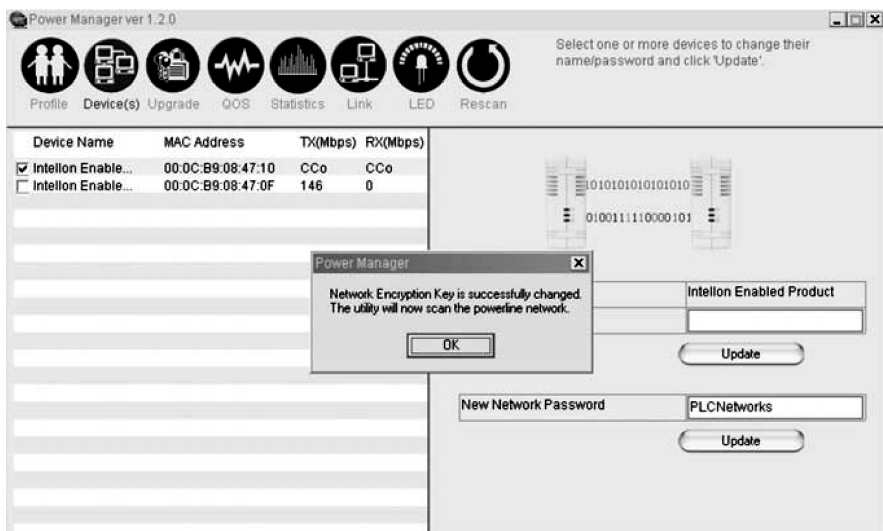 Power Manager ver 1.2.0
Select one or more devices to change their
name/password and click 'Update'.
Profile Device(s) Upgrade QOS Statistics Link LED Rescan
Device Name MAC Address TX(Mbps) RX(Mbps)
Intellon Enable... 00:0C:B9:08:47:10 CCo CCo
Intellon Enable... 00:0C:B9:08:47:0F 146 0
1010101010101010
0100111110000101
Power Manager
Network Encryption Key is successfully changed.
The utility will now scan the powerline network.
OK
Intellon Enabled Product
Update
New Network Password PLCNetworks
Update